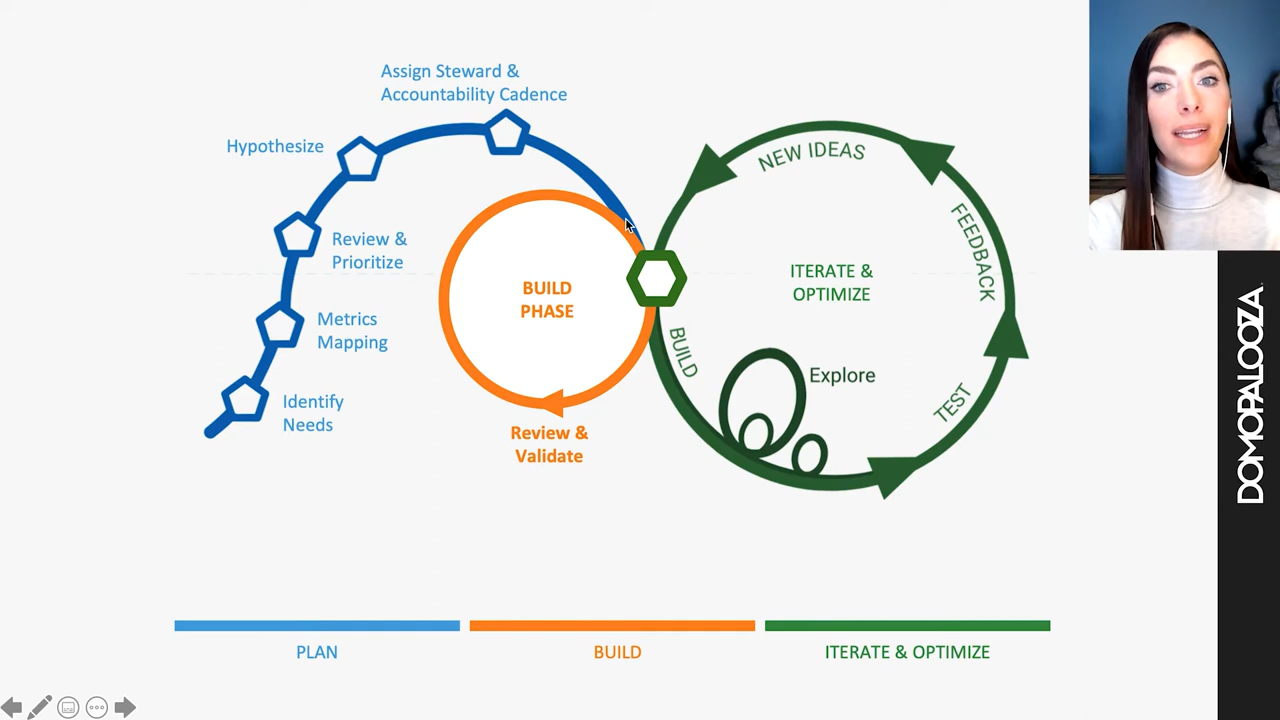 Assign Steward &
Accountability Cadence
Hypothesize
Review &
Prioritize
Metrics
Mapping
Identify
Needs
BUILD
PHASE
Review &
Validate
NEW IDEAS
FEEDBACK
ITERATE &
OPTIMIZE
BUILD
Explore
TEST
DOMOPALOOZA
PLAN
BUILD
ITERATE & OPTIMIZE